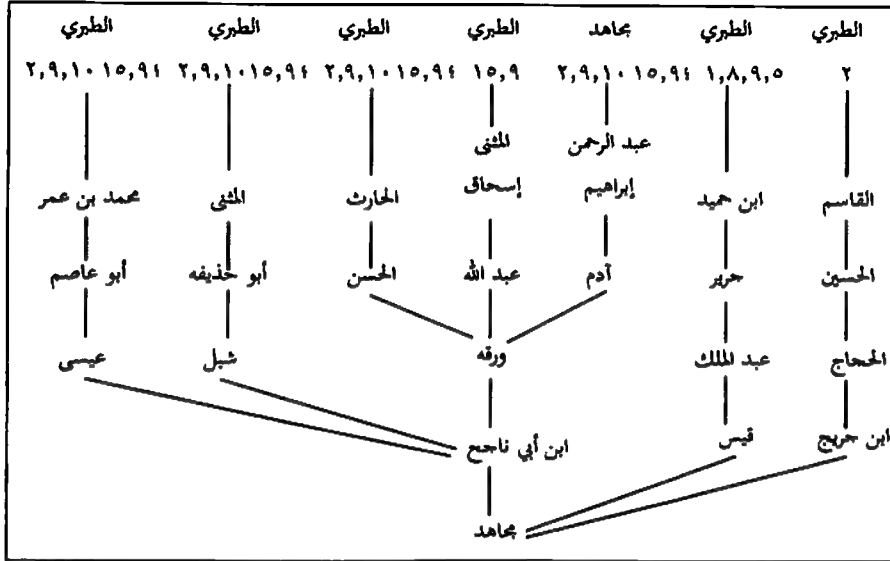 الطبري مجاهد الطبري الطبري الطبري الطبري الطبري
٢ ١,٨,٩,٥ ٢,٩,١٠ ١٥,٩٤ ١٥,٩ ٢,٩,١٠ ١٥,٩٤ ٢,٩,١٠ ١٥,٩٤ ٢,٩,١٠ ١٥,٩٤
عبد الرحمن المثنى
القاسم ابن حميد إبراهيم إسحاق الحارث المثنى محمد بن عمر
الحسين جرير آدم عبد الله الحسن أبو حذيفه أبو عاصم
الحجاج عبد الملك ورقه شبل عيسى
ابن جريج قيس ابن أبي ناجح
مجاهد